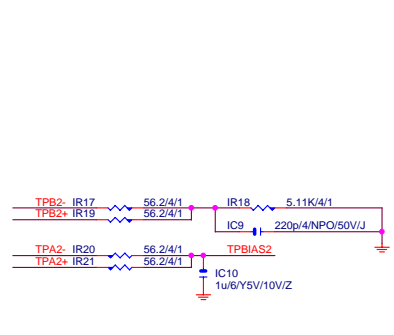 TPB2- IR17 56.2/4/1 IR18 5.11K/4/1
TPB2+ IR19 56.2/4/1
IC9 220p/4/NPO/50V/J
TPA2- IR20 56.2/4/1 TPBIAS2
TPA2+ IR21 56.2/4/1
IC10
1u/6/Y5V/10V/Z